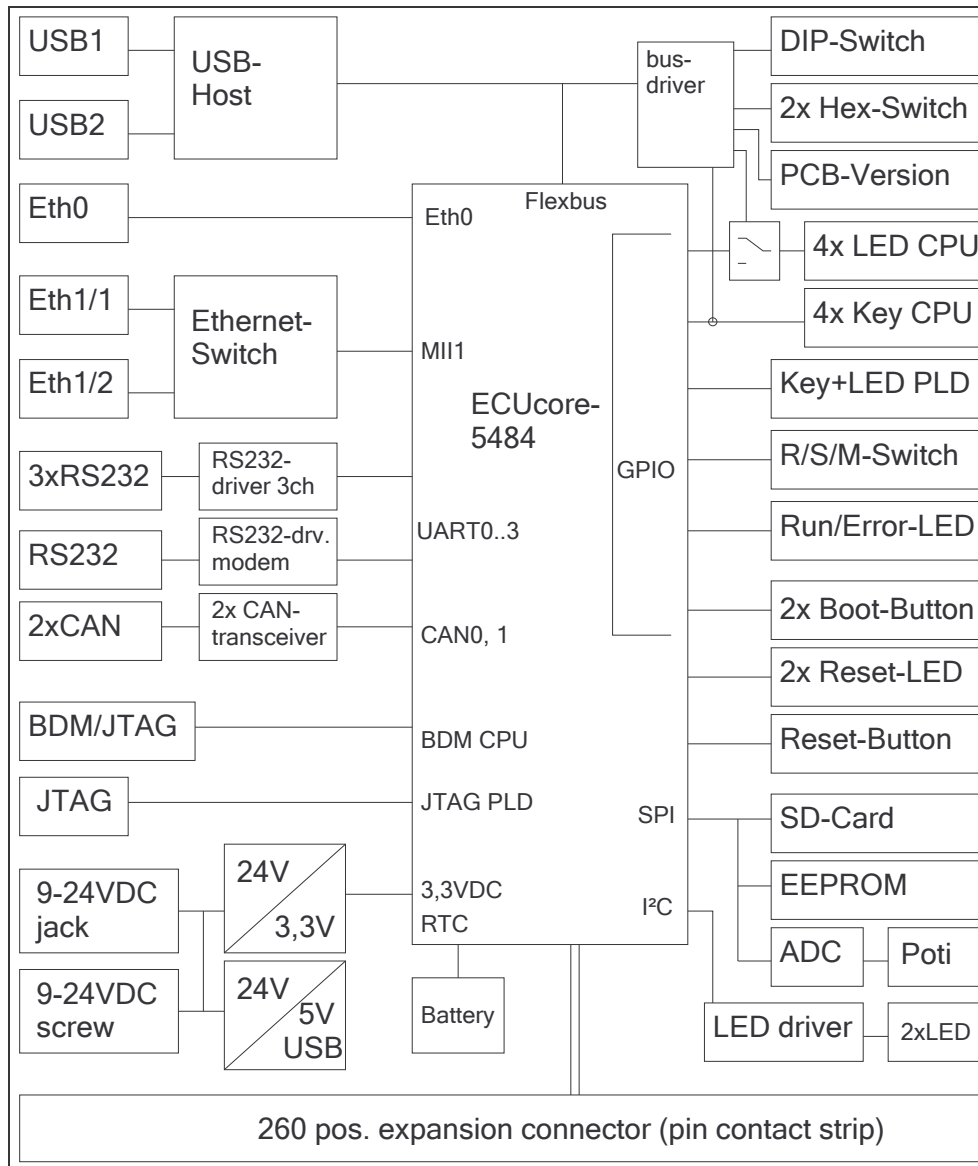 USB1
USB2
USB-
Host
bus-
driver
DIP-Switch
2x Hex-Switch
PCB-Version
Eth0
Eth0
Flexbus
4x LED CPU
Eth1/1
Eth1/2
Ethernet-
Switch
MII1
4x Key CPU
ECUcore-
5484
GPIO
Key+LED PLD
R/S/M-Switch
Run/Error-LED
2x Boot-Button
2x Reset-LED
Reset-Button
3xRS232
RS232-
driver 3ch
RS232
RS232-drv.
modem
UART0..3
2xCAN
2x CAN-
transceiver
CAN0, 1
BDM/JTAG
BDM CPU
JTAG
JTAG PLD
SPI
SD-Card
EEPROM
ADC
Poti
9-24VDC
jack
24V
3,3V
3,3VDC
RTC
I²C
9-24VDC
screw
24V
5V
USB
Battery
LED driver
2xLED
260 pos. expansion connector (pin contact strip)